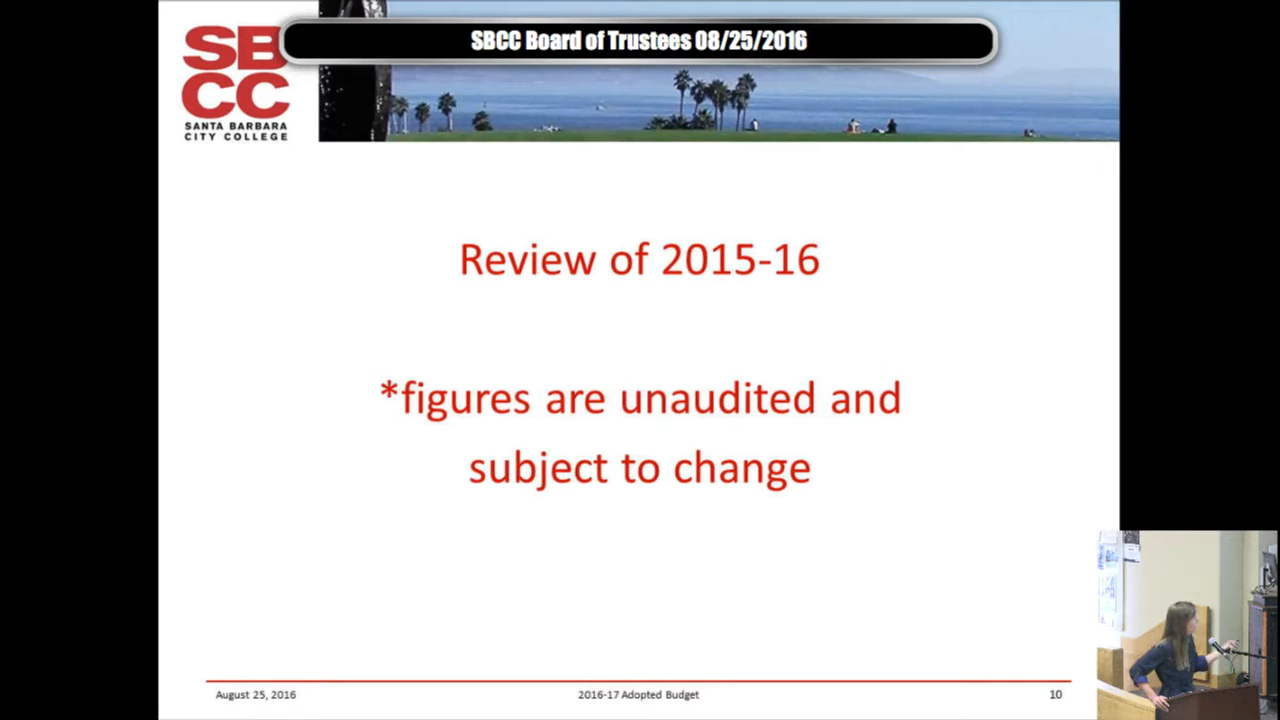 SBCC Board of Trustees 08/25/2016
SB
CC
SANTA BARBARA
CITY COLLEGE
Review of 2015-16
*figures are unaudited and
subject to change
August 25, 2016
2016-17 Adopted Budget
10